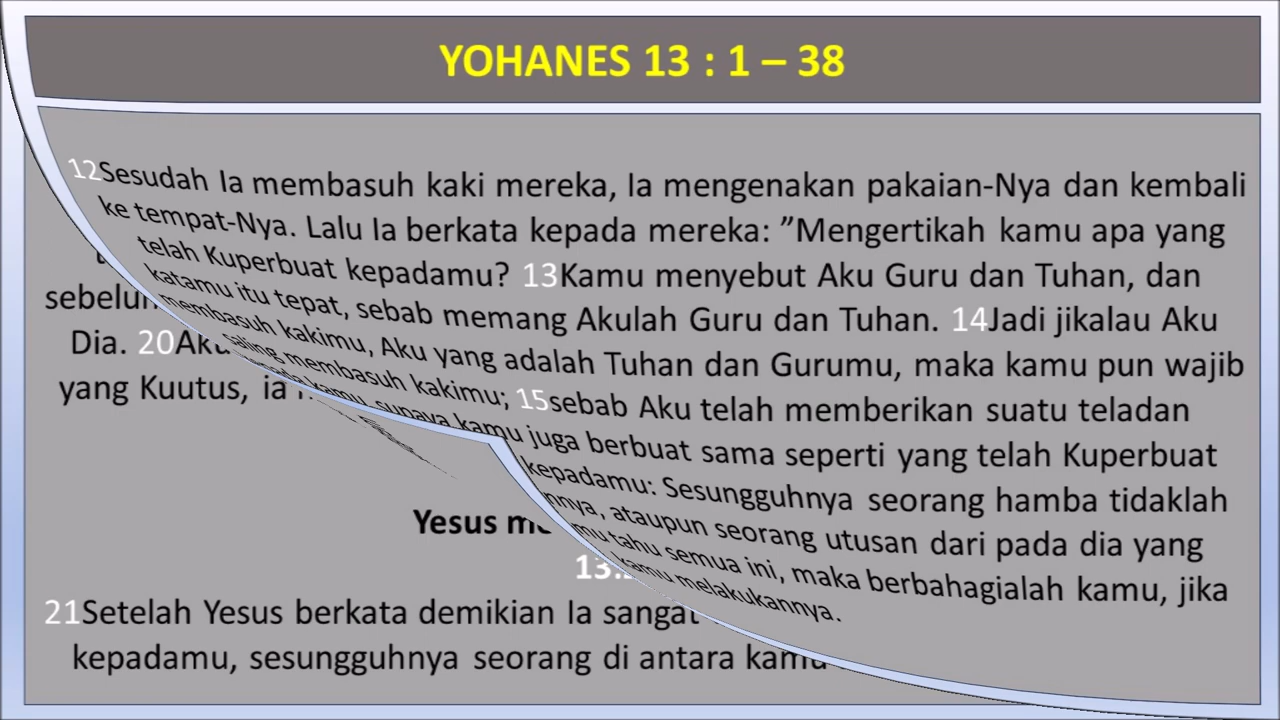 YOHANES 13 : 1 – 38
12Sesudah Ia membasuh kaki mereka, Ia mengenakan pakaian-Nya dan kembali
ke tempat-Nya. Lalu Ia berkata kepada mereka: ”Mengertikah kamu apa yang
telah Kuperbuat kepadamu? 13Kamu menyebut Aku Guru dan Tuhan, dan
katamu itu tepat, sebab memang Akulah Guru dan Tuhan. 14Jadi jikalau Aku
membasuh kakimu, Aku yang adalah Tuhan dan Gurumu, maka kamu pun wajib
saling membasuh kakimu; 15sebab Aku telah memberikan suatu teladan
kamu, supaya kamu juga berbuat sama seperti yang telah Kuperbuat
kepadamu: Sesungguhnya seorang hamba tidaklah
ataupun seorang utusan dari pada dia yang
tahu semua ini, maka berbahagialah kamu, jika
kamu melakukannya.
Dia. 20
yang Kuutus, ia
Yesus
21Setelah Yesus berkata demikian Ia sangat
kepadamu, sesungguhnya seorang di antara kamu